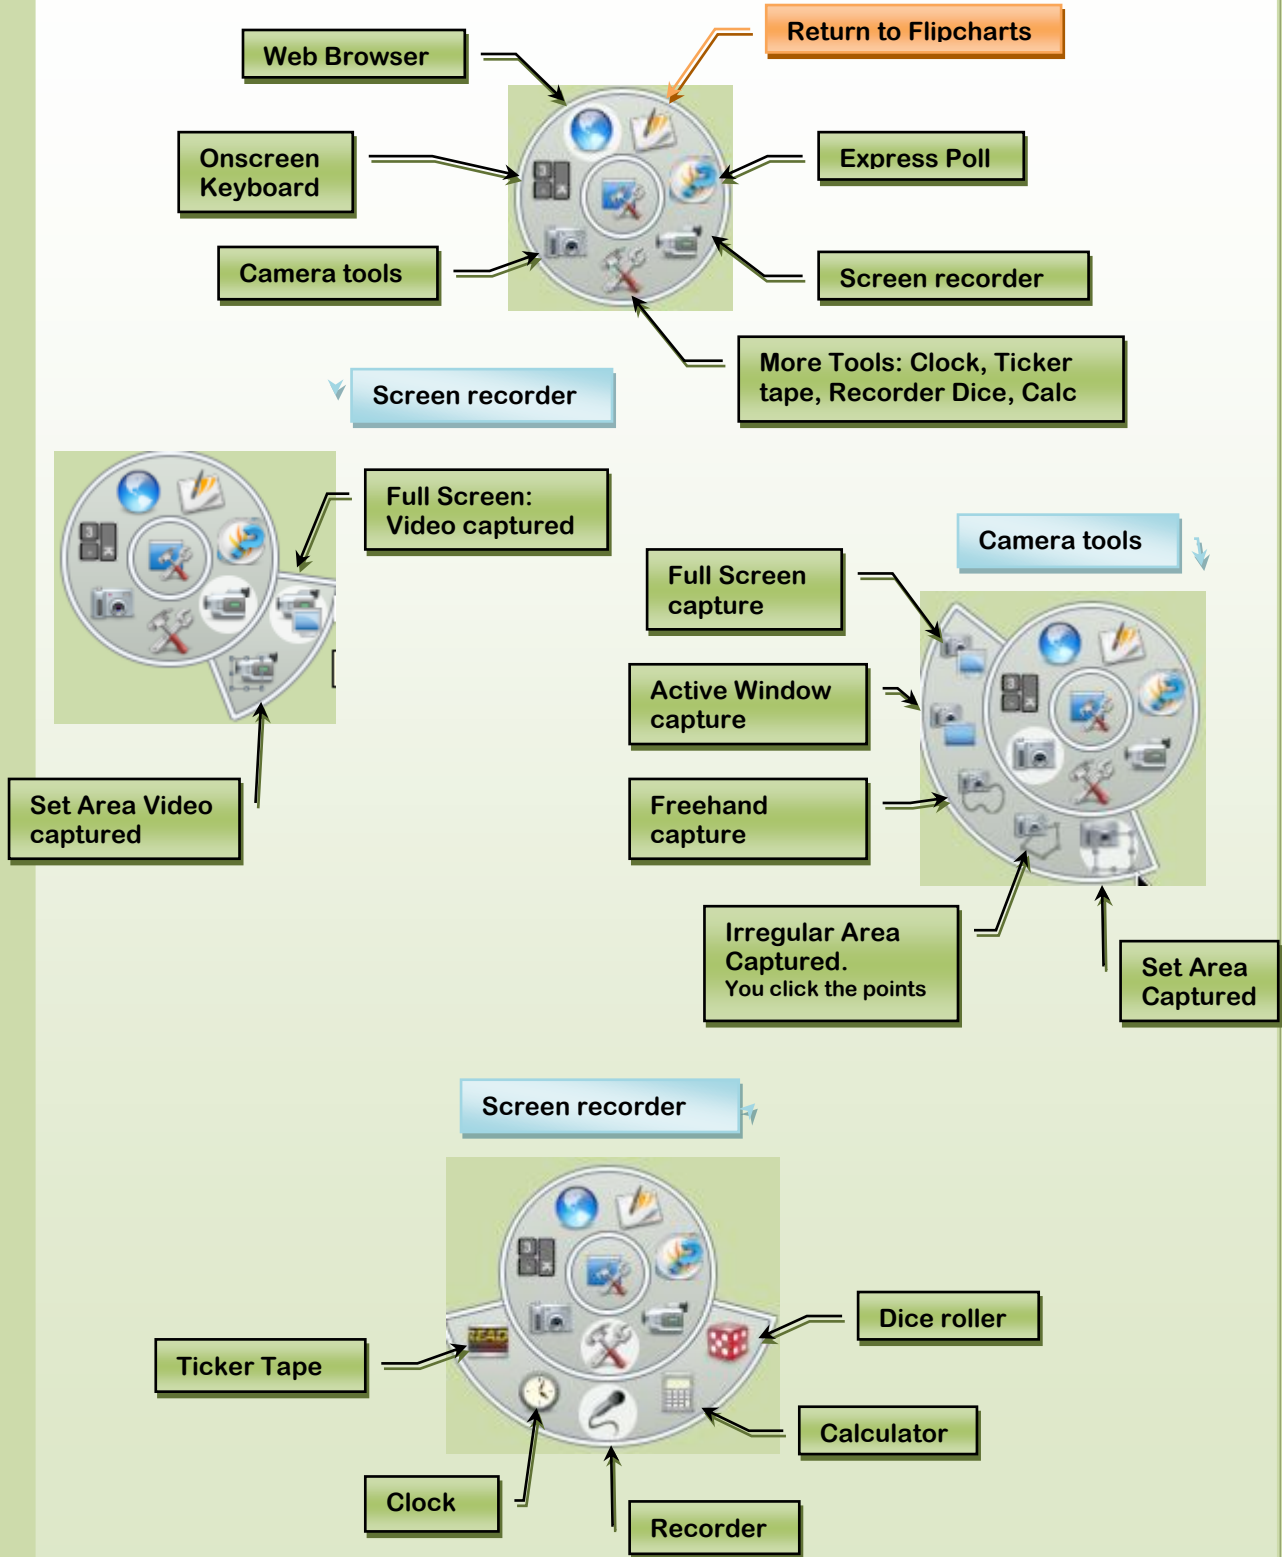 Return to Flipcharts
Web Browser
Onscreen
Keyboard
Express Poll
Camera tools
Screen recorder
More Tools: Clock, Ticker
tape, Recorder Dice, Calc
Screen recorder
Full Screen:
Video captured
Camera tools
Full Screen
capture
Active Window
capture
Set Area Video
captured
Freehand
capture
Irregular Area
Captured.
You click the points
Set Area
Captured
Screen recorder
Dice roller
Ticker Tape
READ
Calculator
Clock
Recorder